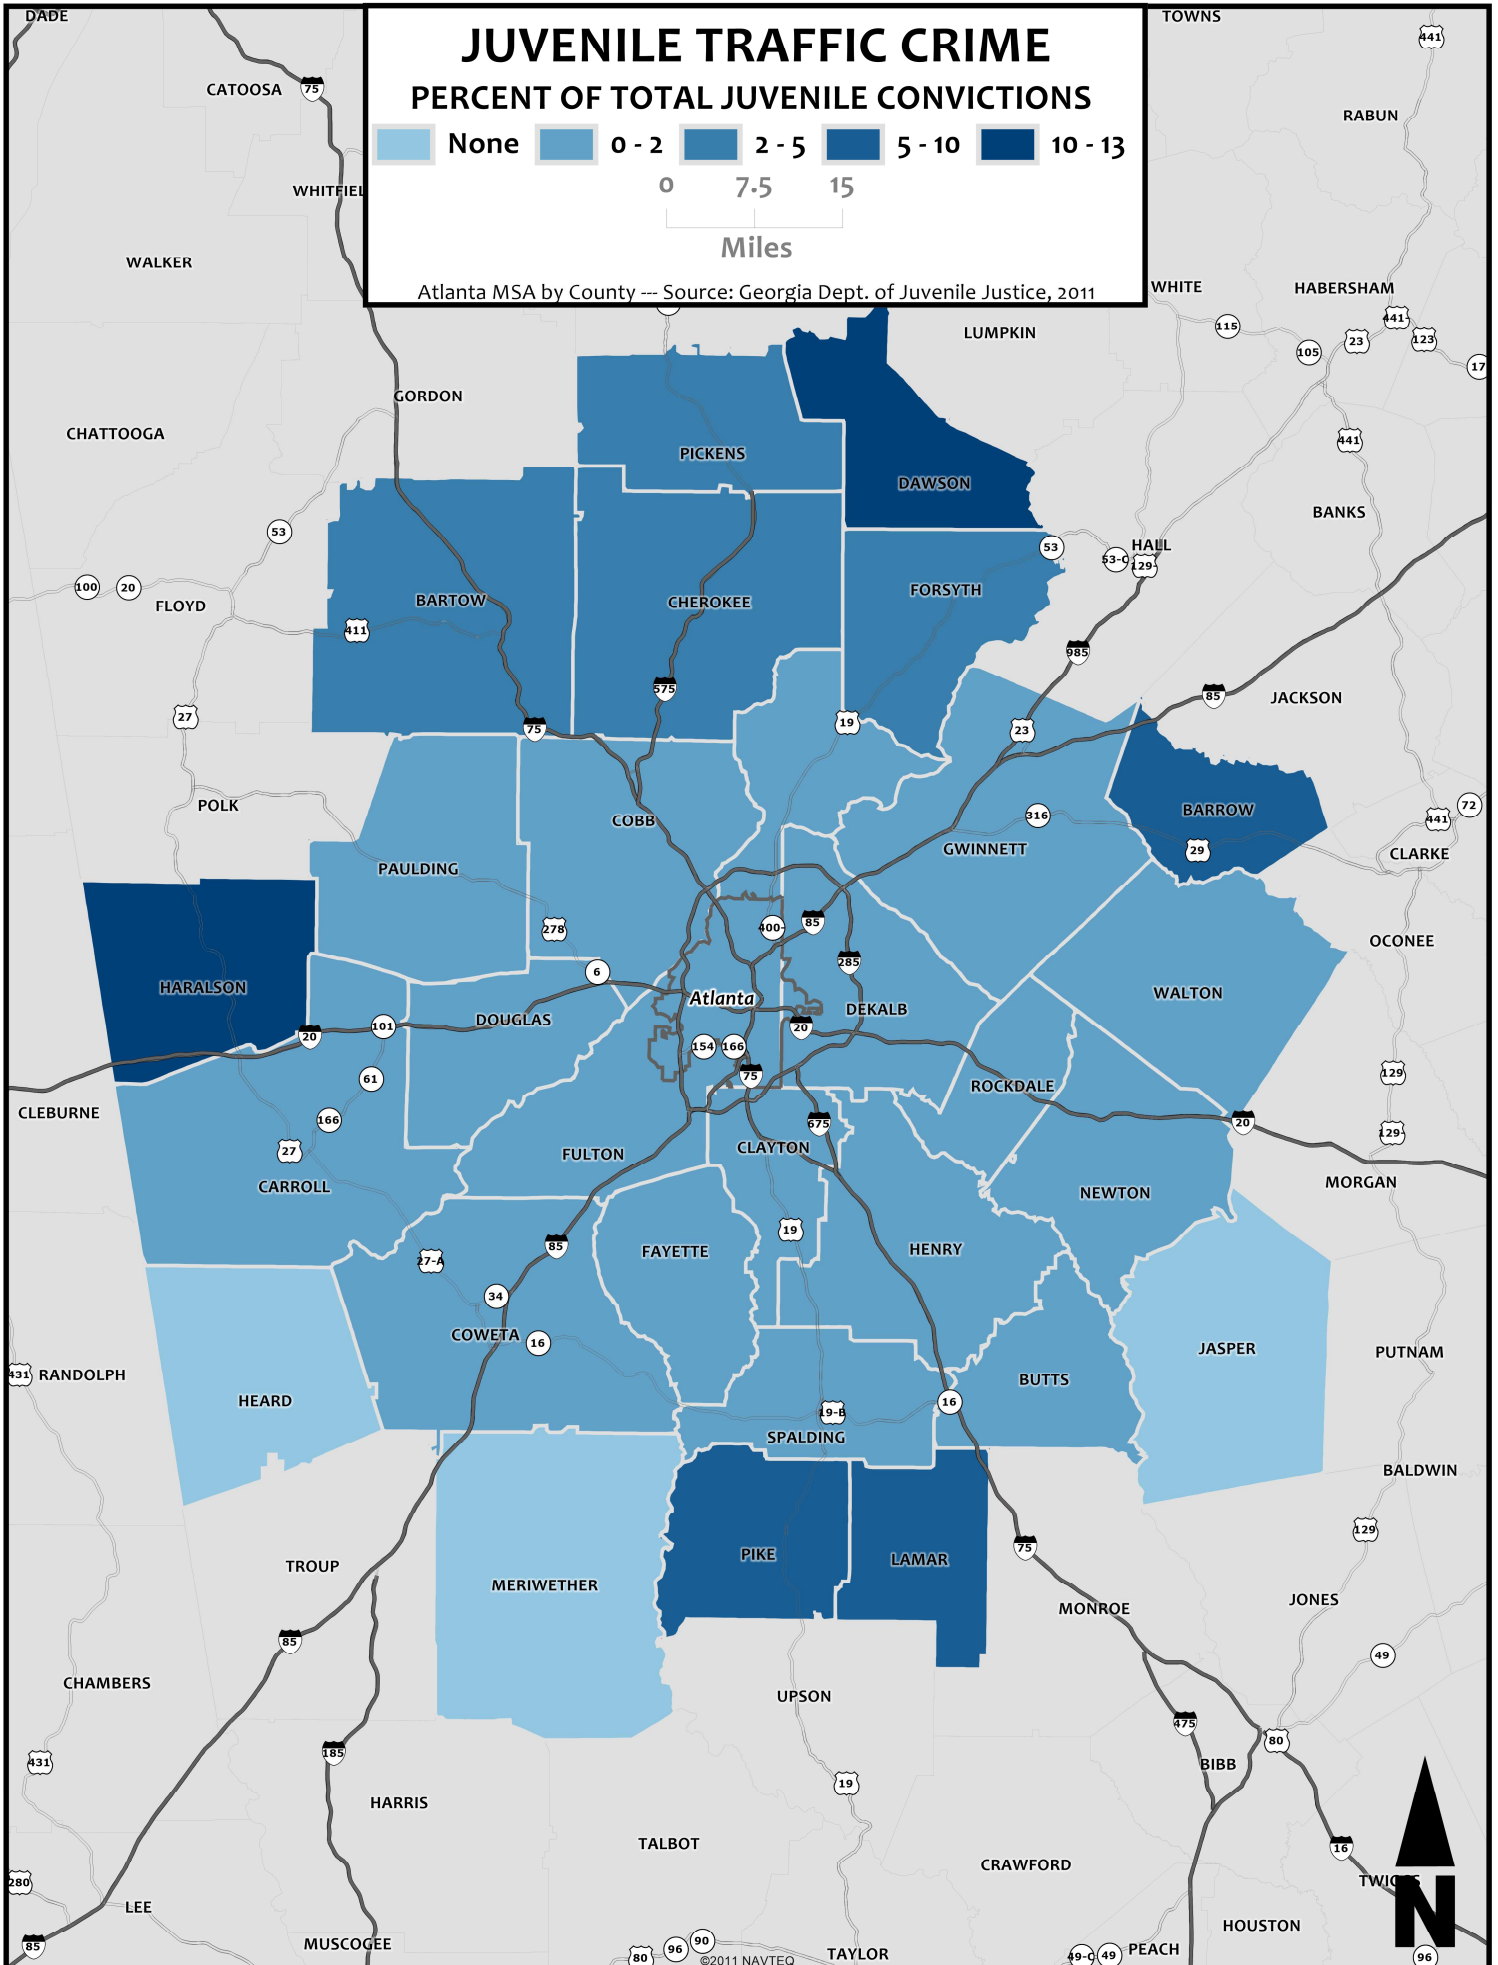 JUVENILE TRAFFIC CRIME
PERCENT OF TOTAL JUVENILE CONVICTIONS
None 0 - 2 2 - 5 5 - 10 10 - 13
0 7.5 15
Miles
Atlanta MSA by County --- Source: Georgia Dept. of Juvenile Justice, 2011
DADE
TOWNS
441
CATOOSA
75
RABUN
WHITFIEL
WALKER
WHITE
HABERSHAM
LUMPKIN
115
441-
23
123
105
17
GORDON
CHATTOOGA
441
PICKENS
DAWSON
BANKS
53
53
HALL
53-C
129-
100
20
FLOYD
BARTOW
CHEROKEE
FORSYTH
411
985
575
85
JACKSON
27
75
19
23
POLK
COBB
316
BARROW
441
72
29
GWINNETT
CLARKE
PAULDING
278
400-
85
OCONEE
285
6
HARALSON
Atlanta
WALTON
DEKALB
DOUGLAS
20
101
20
154
166
75
61
ROCKDALE
129
CLEBURNE
166
675
20
129-
27
FULTON
CLAYTON
CARROLL
NEWTON
MORGAN
19
85
FAYETTE
HENRY
27-A
34
COWETA
16
JASPER
PUTNAM
431
RANDOLPH
HEARD
BUTTS
16
19-B
SPALDING
BALDWIN
129
75
PIKE
LAMAR
TROUP
MERIWETHER
JONES
MONROE
85
49
CHAMBERS
UPSON
475
80
431
185
BIBB
19
HARRIS
TALBOT
16
CRAWFORD
280
TWIGGS
LEE
N
HOUSTON
85
MUSCOGEE
80
96
90
©2011 NAVTEQ
TAYLOR
49-C
49
PEACH
96